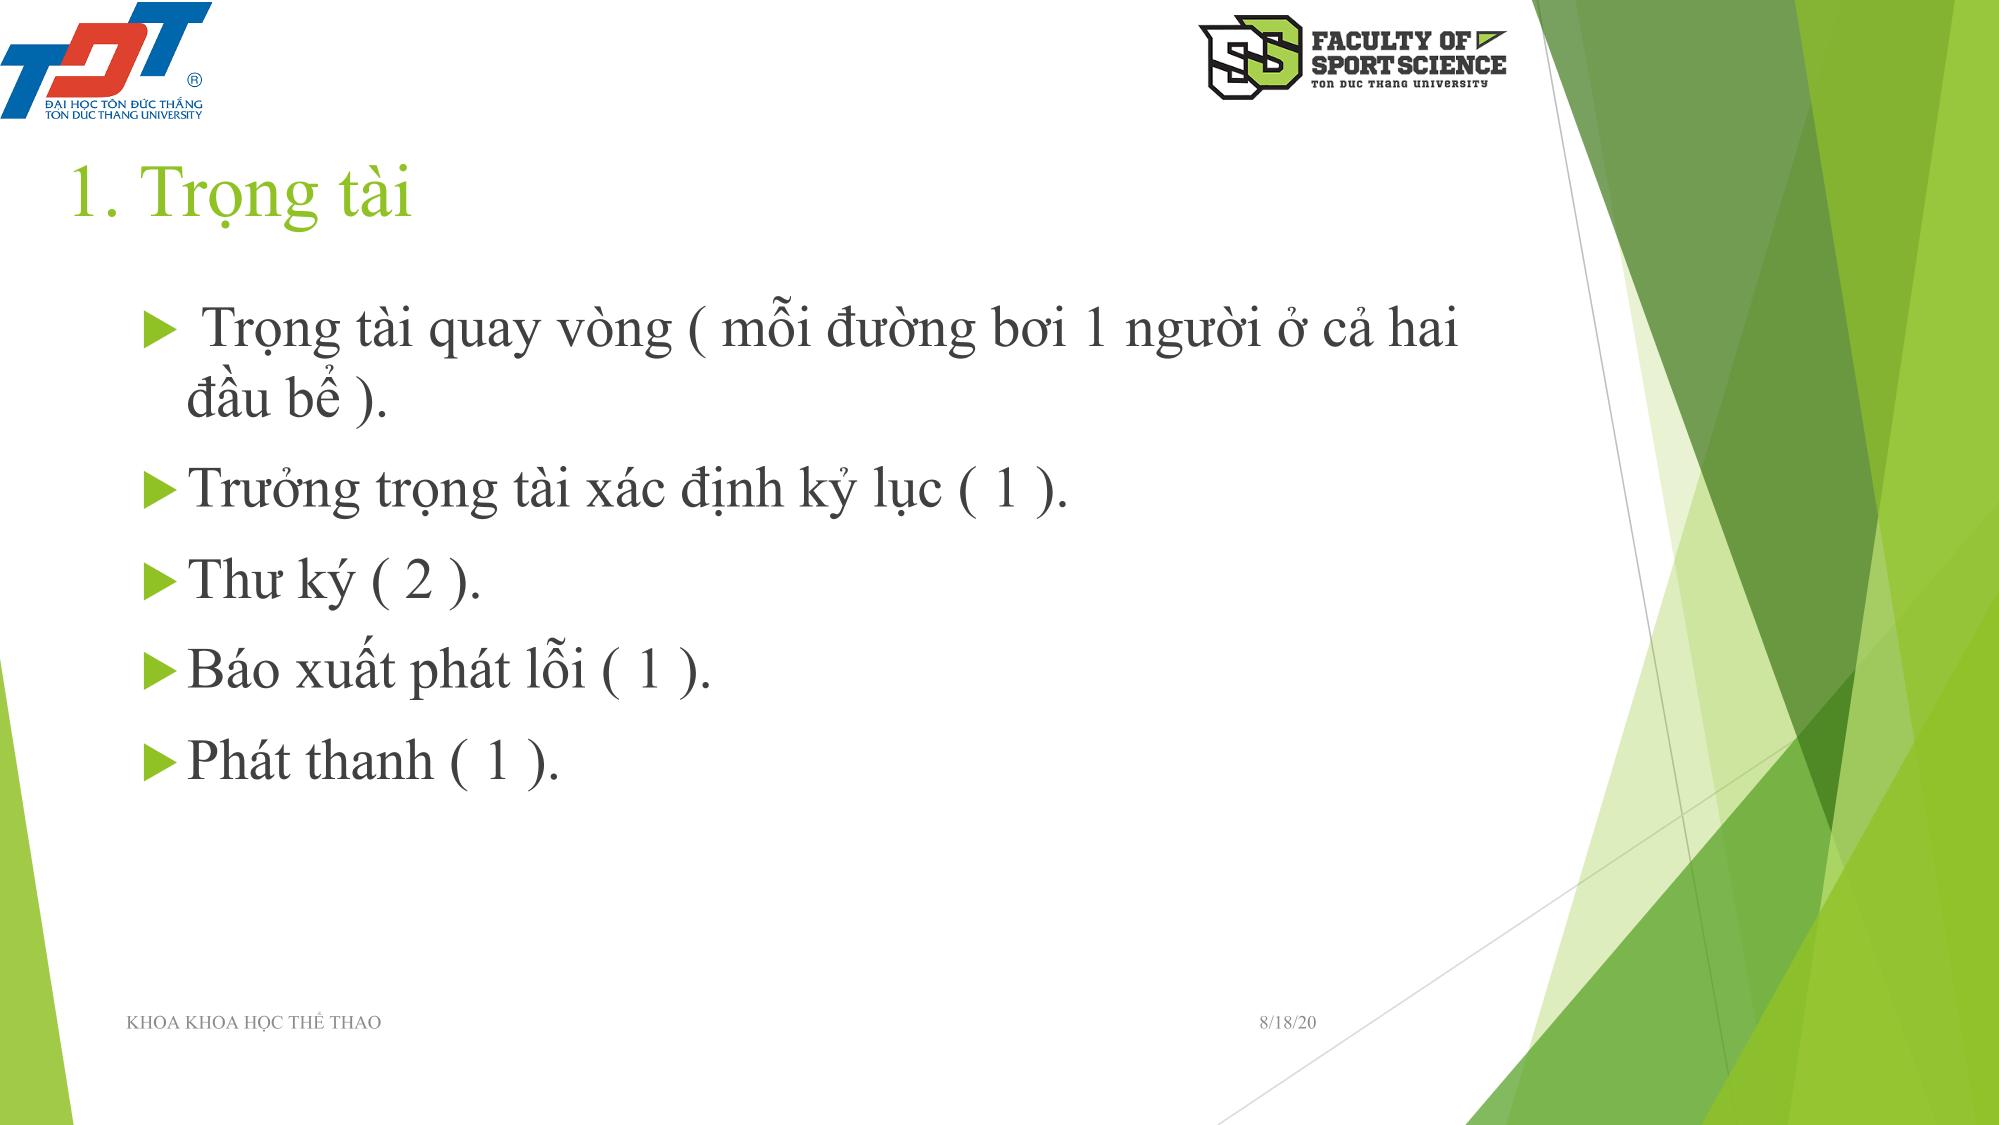 TDT
®
ĐẠI HỌC TÔN ĐỨC THẮNG
TON DUC THANG UNIVERSITY
SS
FACULTY OF
SPORT SCIENCE
TON DUC THANG UNIVERSITY
1. Trọng tài
Trọng tài quay vòng ( mỗi đường bơi 1 người ở cả hai
đầu bể ).
Trưởng trọng tài xác định kỷ lục ( 1 ).
Thư ký ( 2 ).
Báo xuất phát lỗi ( 1 ).
Phát thanh ( 1 ).
KHOA KHOA HỌC THỂ THAO
8/18/20